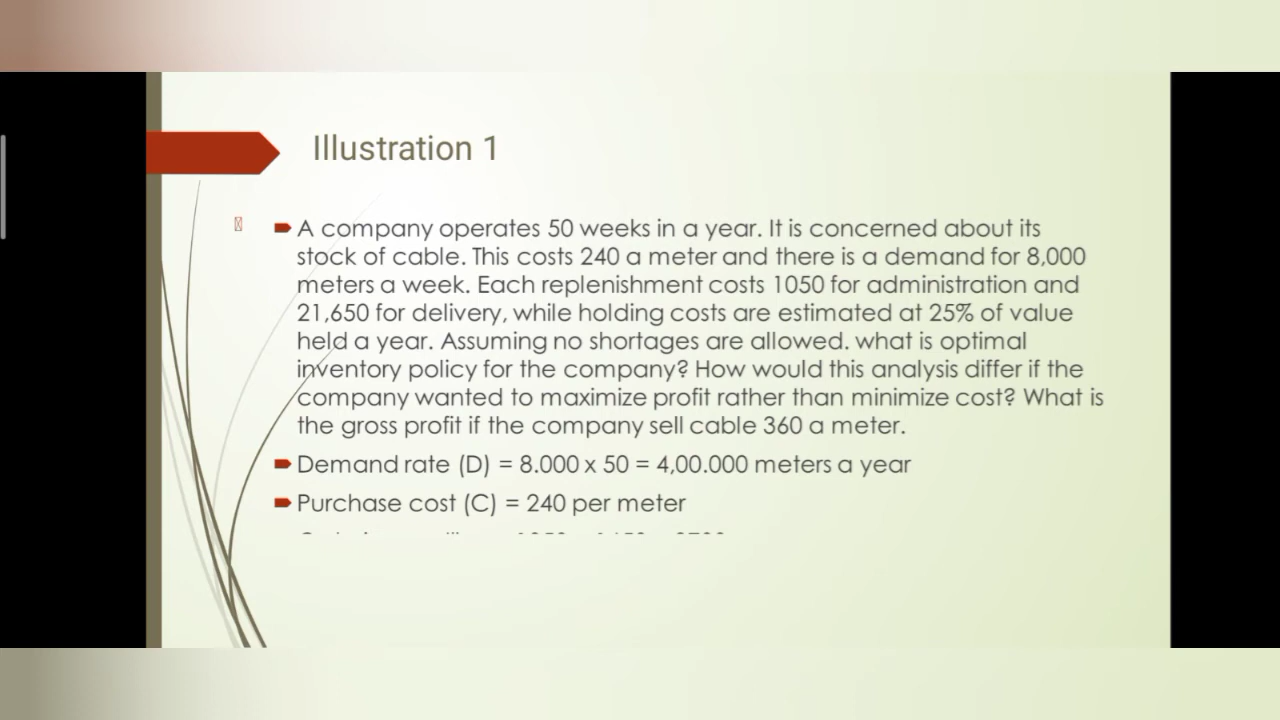 Illustration 1
A company operates 50 weeks in a year. It is concerned about its
stock of cable. This costs 240 a meter and there is a demand for 8,000
meters a week. Each replenishment costs 1050 for administration and
21,650 for delivery, while holding costs are estimated at 25% of value
held a year. Assuming no shortages are allowed. what is optimal
inventory policy for the company? How would this analysis differ if the
company wanted to maximize profit rather than minimize cost? What is
the gross profit if the company sell cable 360 a meter.
Demand rate (D) = 8.000 x 50 = 4,00.000 meters a year
Purchase cost (C) = 240 per meter